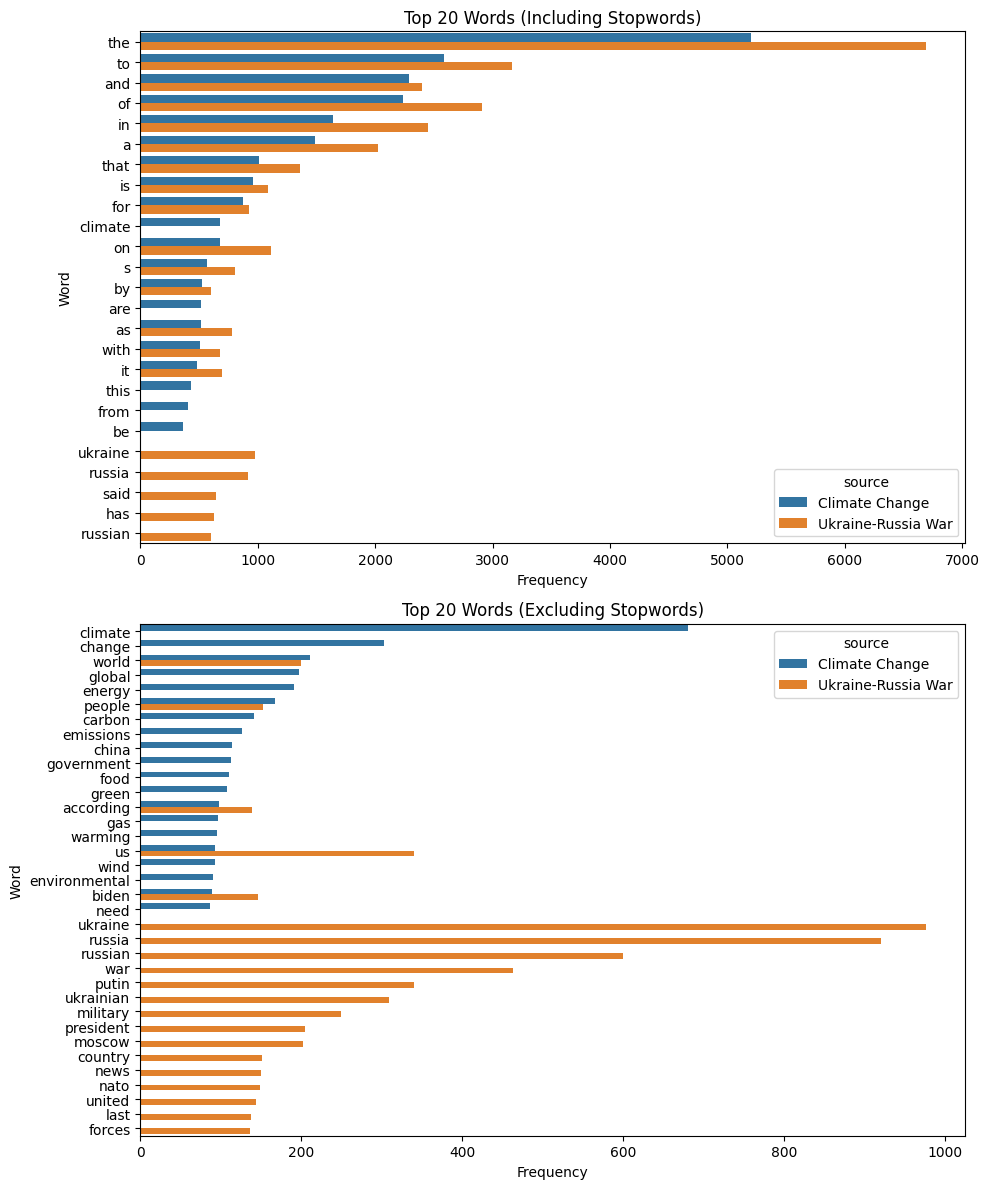 Top 20 Words (Including Stopwords)
the
to
and
of
in
a
that
is
for
climate
on
s
by
are
as
with
it
this
from
be
ukraine
russia
said
has
russian
Word
source
Climate Change
Ukraine-Russia War
0 1000 2000 3000 4000 5000 6000 7000
Frequency
Top 20 Words (Excluding Stopwords)
climate
change
world
global
energy
people
carbon
emissions
china
government
food
green
according
gas
warming
us
wind
environmental
biden
need
ukraine
russia
russian
war
putin
ukrainian
military
president
moscow
country
news
nato
united
last
forces
Word
source
Climate Change
Ukraine-Russia War
0 200 400 600 800 1000
Frequency